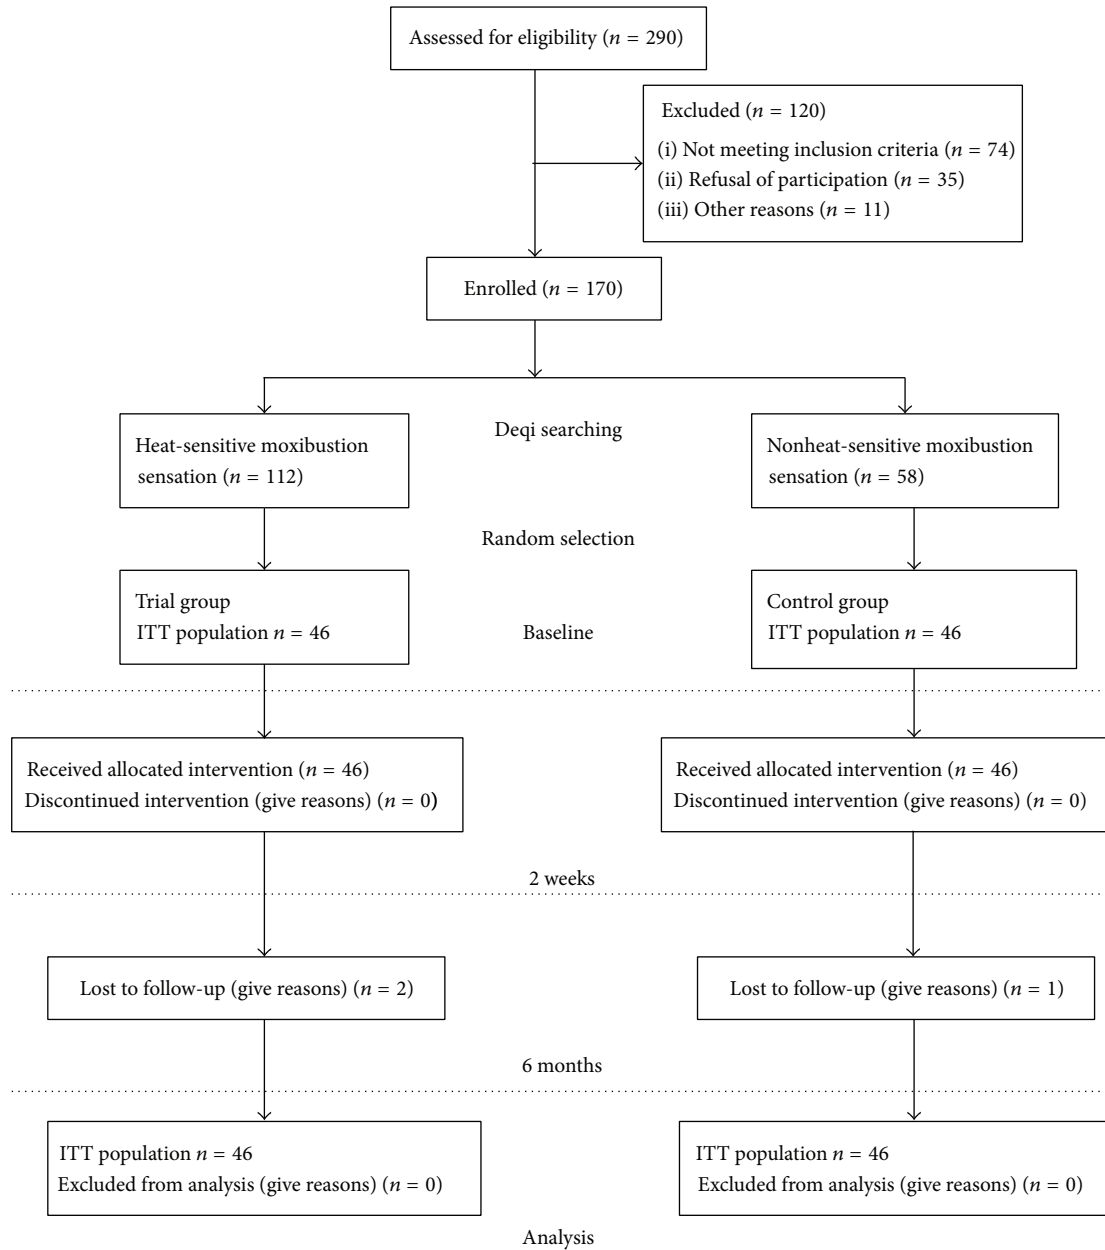 Assessed for eligibility (n = 290)
Excluded (n = 120)
(i) Not meeting inclusion criteria (n = 74)
(ii) Refusal of participation (n = 35)
(iii) Other reasons (n = 11)
Enrolled (n = 170)
Deqi searching
Heat-sensitive moxibustion
sensation (n = 112)
Nonheat-sensitive moxibustion
sensation (n = 58)
Random selection
Trial group
ITT population n = 46
Baseline
Control group
ITT population n = 46
Received allocated intervention (n = 46)
Discontinued intervention (give reasons) (n = 0)
Received allocated intervention (n = 46)
Discontinued intervention (give reasons) (n = 0)
2 weeks
Lost to follow-up (give reasons) (n = 2)
Lost to follow-up (give reasons) (n = 1)
6 months
ITT population n = 46
Excluded from analysis (give reasons) (n = 0)
ITT population n = 46
Excluded from analysis (give reasons) (n = 0)
Analysis